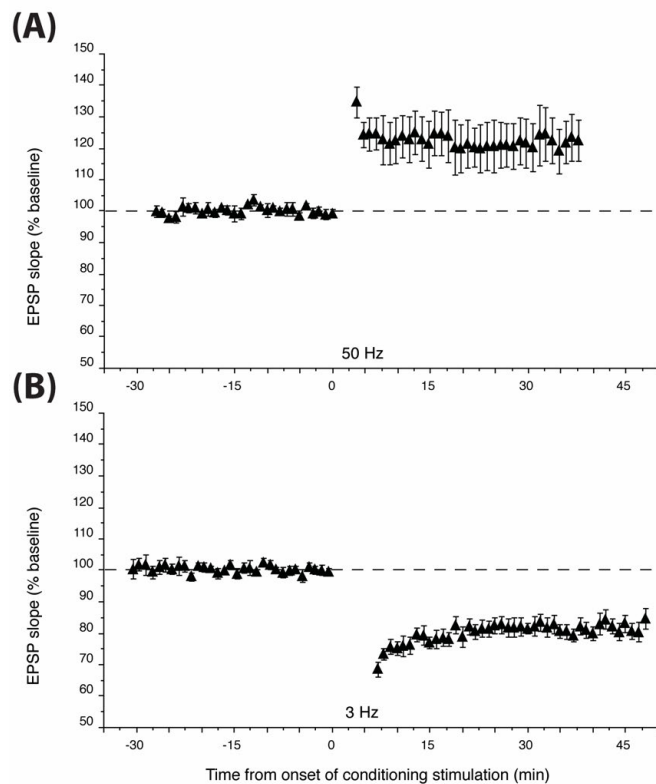 (A)
150
140
130
120
110
100
90
80
70
60
50
EPSP slope (% baseline)
50 Hz
-30 -15 0 15 30 45
(B)
150
140
130
120
110
100
90
80
70
60
50
EPSP slope (% baseline)
3 Hz
-30 -15 0 15 30 45
Time from onset of conditioning stimulation (min)